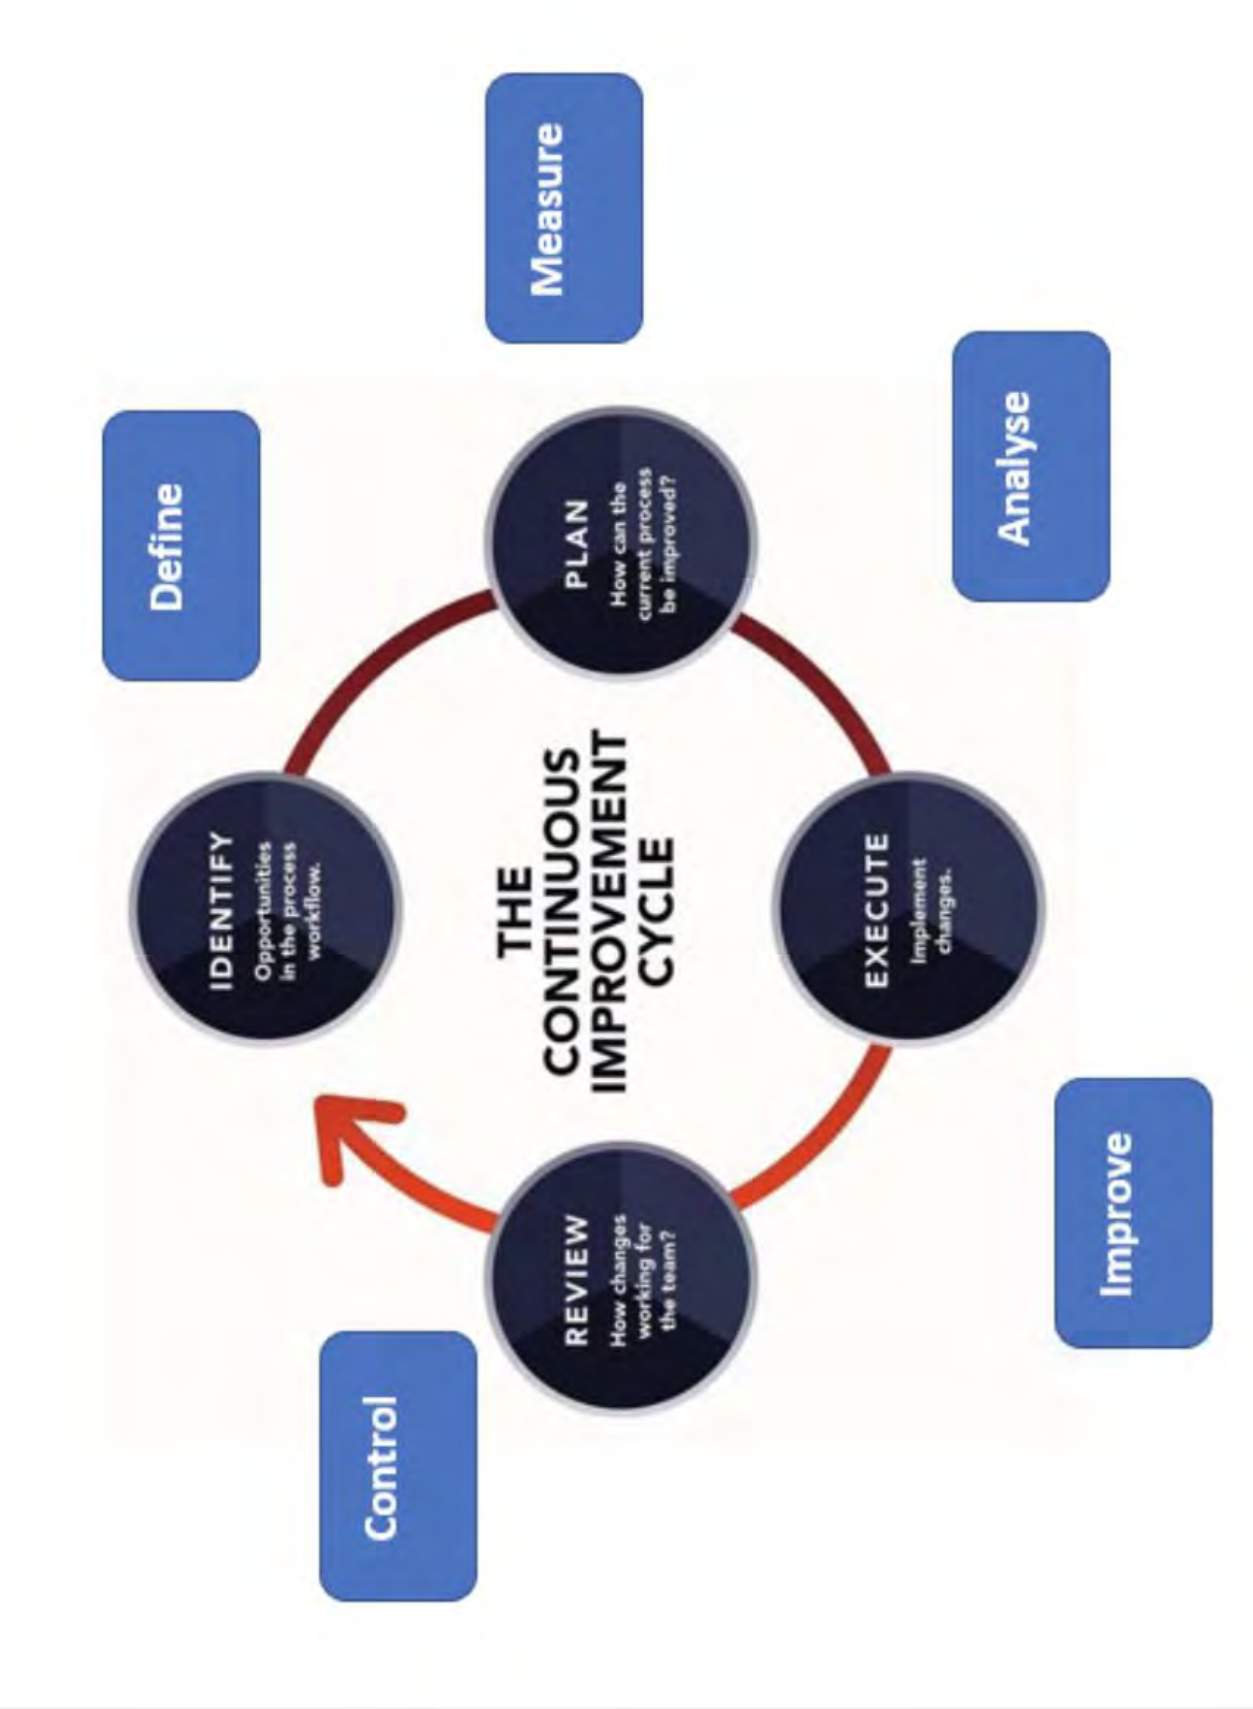 THE
CONTINUOUS
IMPROVEMENT
CYCLE
IDENTIFY
Opportunities
in the process
workflow.
Define
PLAN
How can the
current process
be improved?
Measure
Analyse
EXECUTE
Implement
changes.
Improve
REVIEW
How changes
working for
the team?
Control